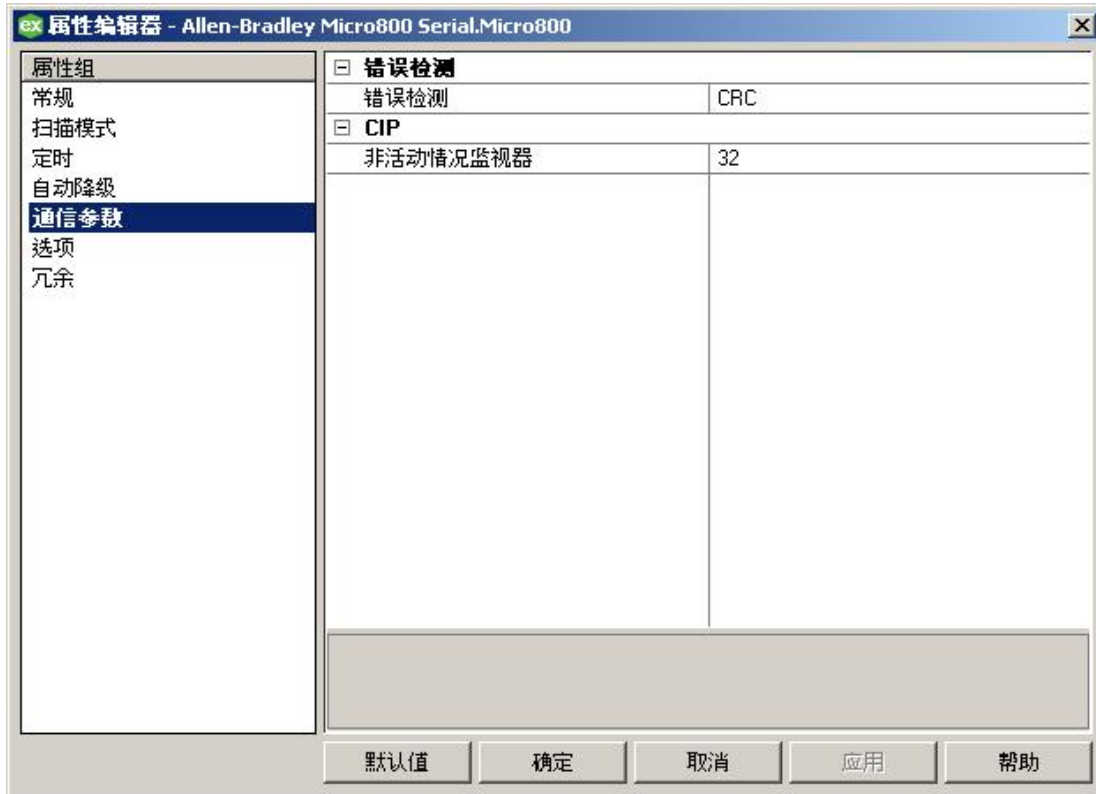 ex 属性编辑器 - Allen-Bradley Micro800 Serial.Micro800
属性组
常规
扫描模式
定时
自动降级
通信参数
选项
冗余
错误检测
错误检测 CRC
CIP
非活动情况监视器 32
默认值 确定 取消 应用 帮助